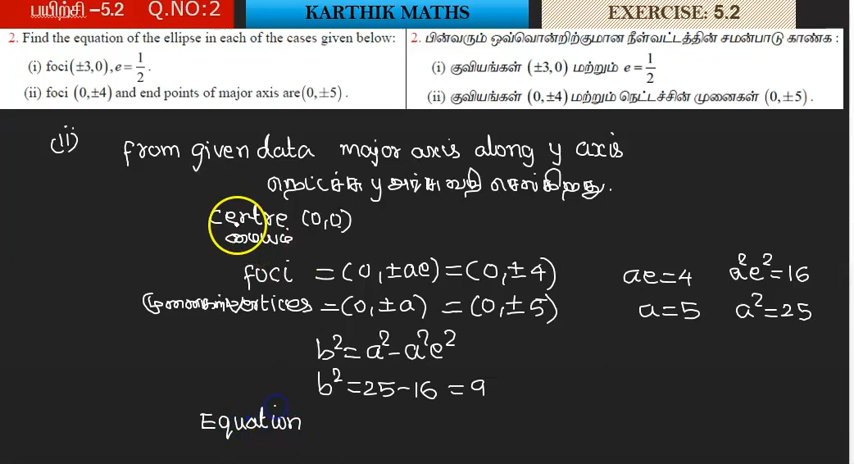 பயிற்சி –5.2 Q.NO:2 KARTHIK MATHS EXERCISE: 5.2
2. Find the equation of the ellipse in each of the cases given below:
(i) foci(±3,0), e = 1/2.
(ii) foci (0,±4) and end points of major axis are(0,±5).
2. பின்வரும் ஒவ்வொன்றிற்குமான நீள்வட்டத்தின் சமன்பாடு காண்க :
(i) குவியங்கள் (±3,0) மற்றும் e = 1/2
(ii) குவியங்கள் (0,±4) மற்றும் நெட்டச்சின் முனைகள் (0,±5).
(ii) from given data major axis along y axis
நெட்டச்சு y அச்சு வழி செல்கிறது.
centre (0,0)
மையம்
foci = (0,±ae) = (0,±4) ae=4 a²e²=16
vertices = (0,±a) = (0,±5) a=5 a²=25
b² = a² - a²e²
b² = 25 - 16 = 9
Equation